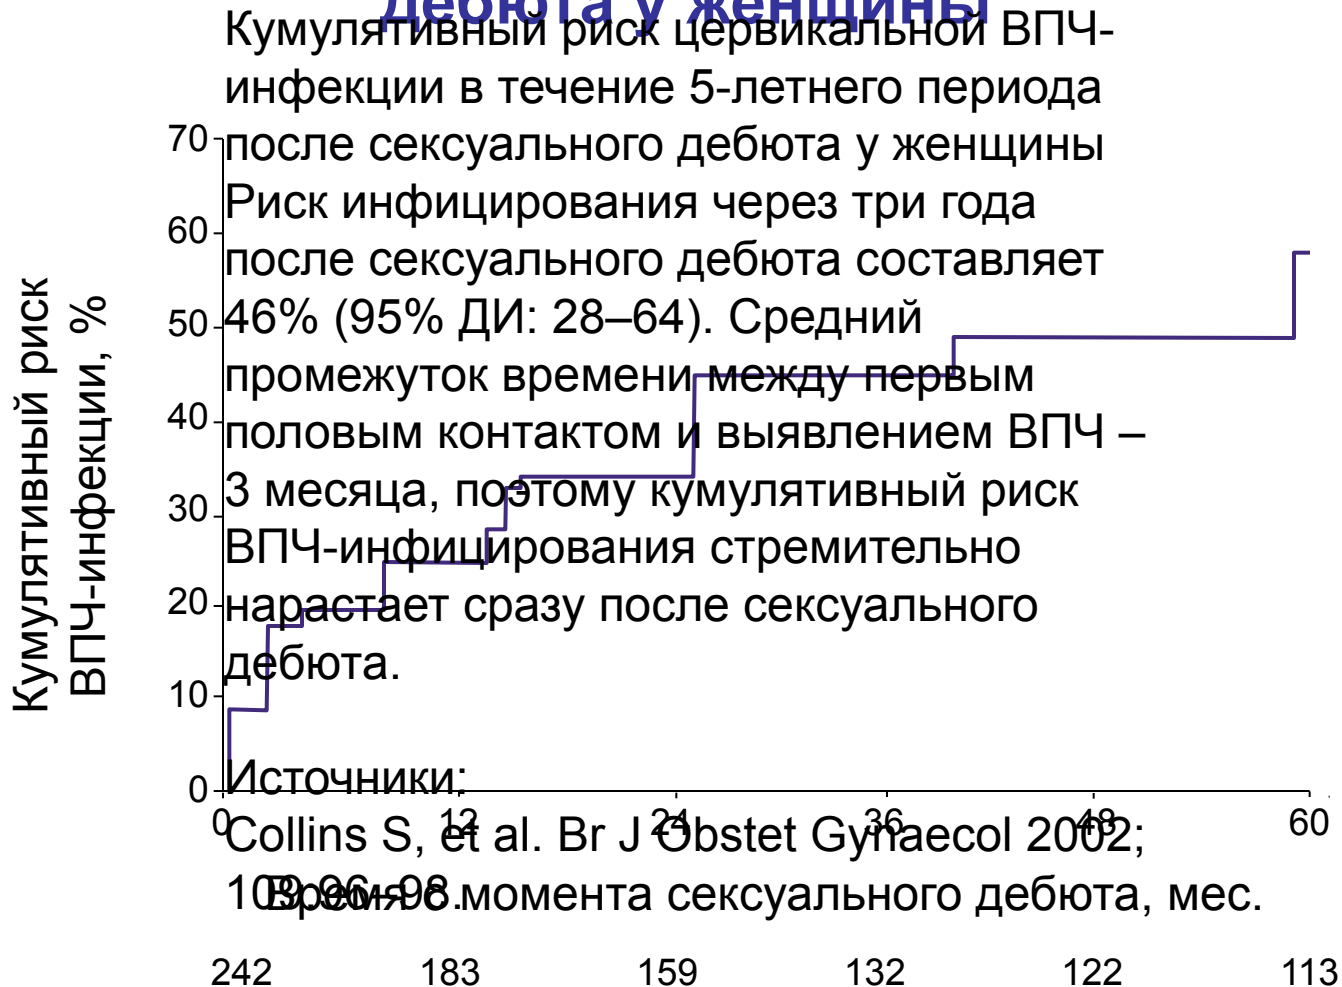 дебюта у женщины
Кумулятивный риск цервикальной ВПЧ-
инфекции в течение 5-летнего периода
после сексуального дебюта у женщины
Риск инфицирования через три года
после сексуального дебюта составляет
46% (95% ДИ: 28–64). Средний
промежуток времени между первым
половым контактом и выявлением ВПЧ –
3 месяца, поэтому кумулятивный риск
ВПЧ-инфицирования стремительно
нарастает сразу после сексуального
дебюта.
Источники:
Collins S, et al. Br J Obstet Gynaecol 2002;
109:96–98.
Кумулятивный риск
ВПЧ-инфекции, %
70
60
50
40
30
20
10
0
0 12 24 36 48 60
Время с момента сексуального дебюта, мес.
242 183 159 132 122 113